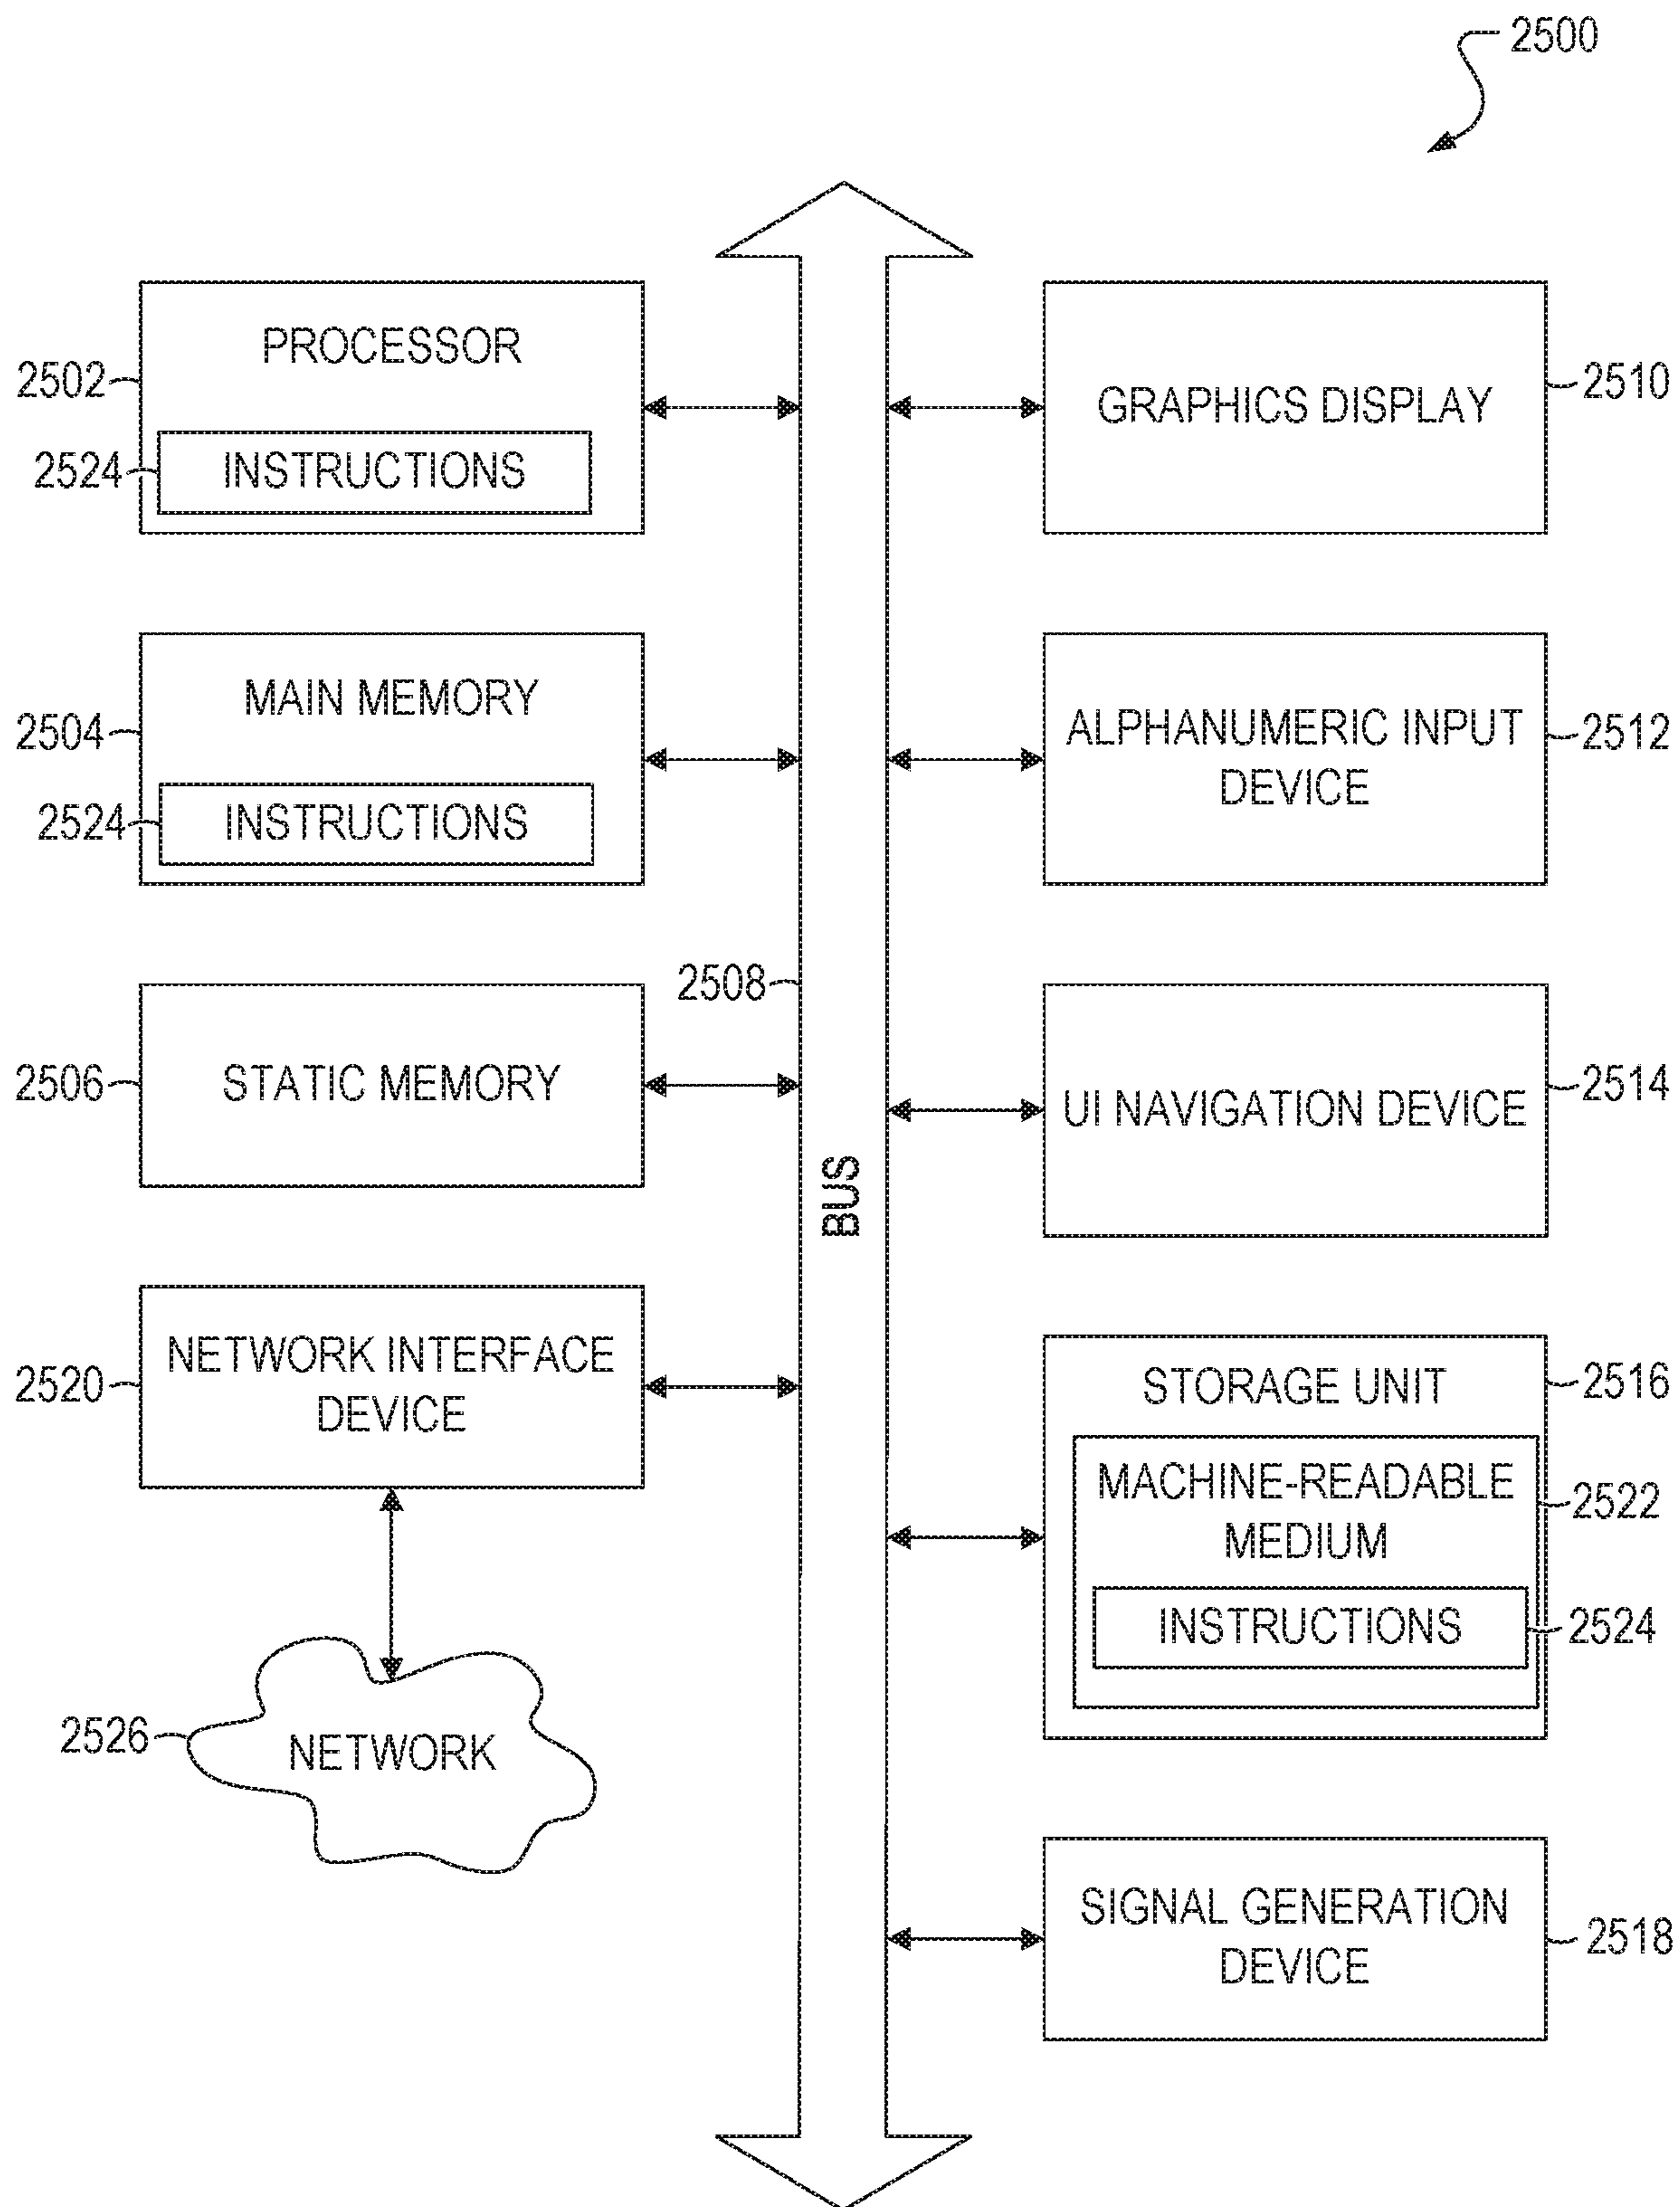 2500
PROCESSOR
2502
2524
INSTRUCTIONS
MAIN MEMORY
2504
2524
INSTRUCTIONS
2508
2506
STATIC MEMORY
BUS
2520
NETWORK INTERFACE
DEVICE
2526
NETWORK
GRAPHICS DISPLAY
2510
ALPHANUMERIC INPUT
DEVICE
2512
UI NAVIGATION DEVICE
2514
STORAGE UNIT
2516
MACHINE-READABLE
MEDIUM
2522
INSTRUCTIONS
2524
SIGNAL GENERATION
DEVICE
2518